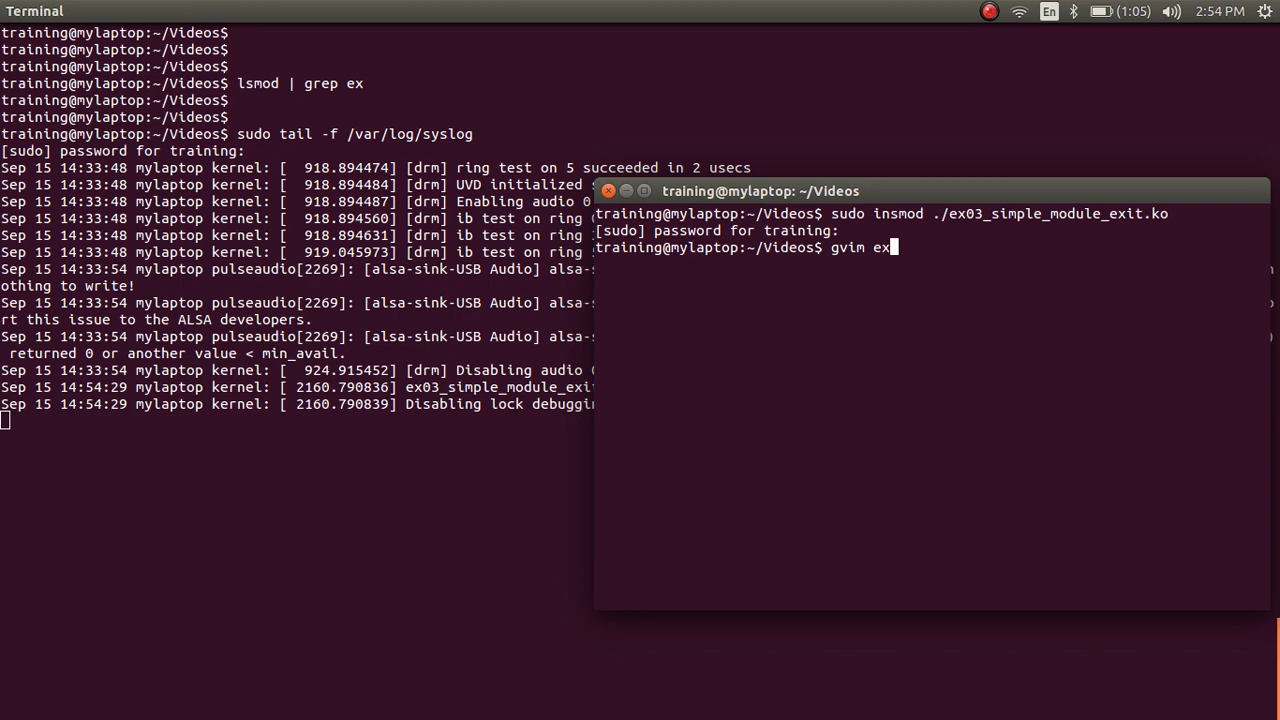 Terminal
En
(1:05)
2:54 PM
training@mylaptop:~/Videos$
training@mylaptop:~/Videos$
training@mylaptop:~/Videos$
training@mylaptop:~/Videos$ lsmod | grep ex
training@mylaptop:~/Videos$
training@mylaptop:~/Videos$
training@mylaptop:~/Videos$ sudo tail -f /var/log/syslog
[sudo] password for training:
Sep 15 14:33:48 mylaptop kernel: [  918.894474] [drm] ring test on 5 succeeded in 2 usecs
Sep 15 14:33:48 mylaptop kernel: [  918.894484] [drm] UVD initialized
Sep 15 14:33:48 mylaptop kernel: [  918.894487] [drm] Enabling audio 0
Sep 15 14:33:48 mylaptop kernel: [  918.894560] [drm] ib test on ring
Sep 15 14:33:48 mylaptop kernel: [  918.894631] [drm] ib test on ring
Sep 15 14:33:48 mylaptop kernel: [  919.045973] [drm] ib test on ring
Sep 15 14:33:54 mylaptop pulseaudio[2269]: [alsa-sink-USB Audio] alsa-
othing to write!
Sep 15 14:33:54 mylaptop pulseaudio[2269]: [alsa-sink-USB Audio] alsa-
rt this issue to the ALSA developers.
Sep 15 14:33:54 mylaptop pulseaudio[2269]: [alsa-sink-USB Audio] alsa-
 returned 0 or another value < min_avail.
Sep 15 14:33:54 mylaptop kernel: [  924.915452] [drm] Disabling audio
Sep 15 14:54:29 mylaptop kernel: [ 2160.790836] ex03_simple_module_exi
Sep 15 14:54:29 mylaptop kernel: [ 2160.790839] Disabling lock debuggi
training@mylaptop: ~/Videos
training@mylaptop:~/Videos$ sudo insmod ./ex03_simple_module_exit.ko
[sudo] password for training:
training@mylaptop:~/Videos$ gvim ex